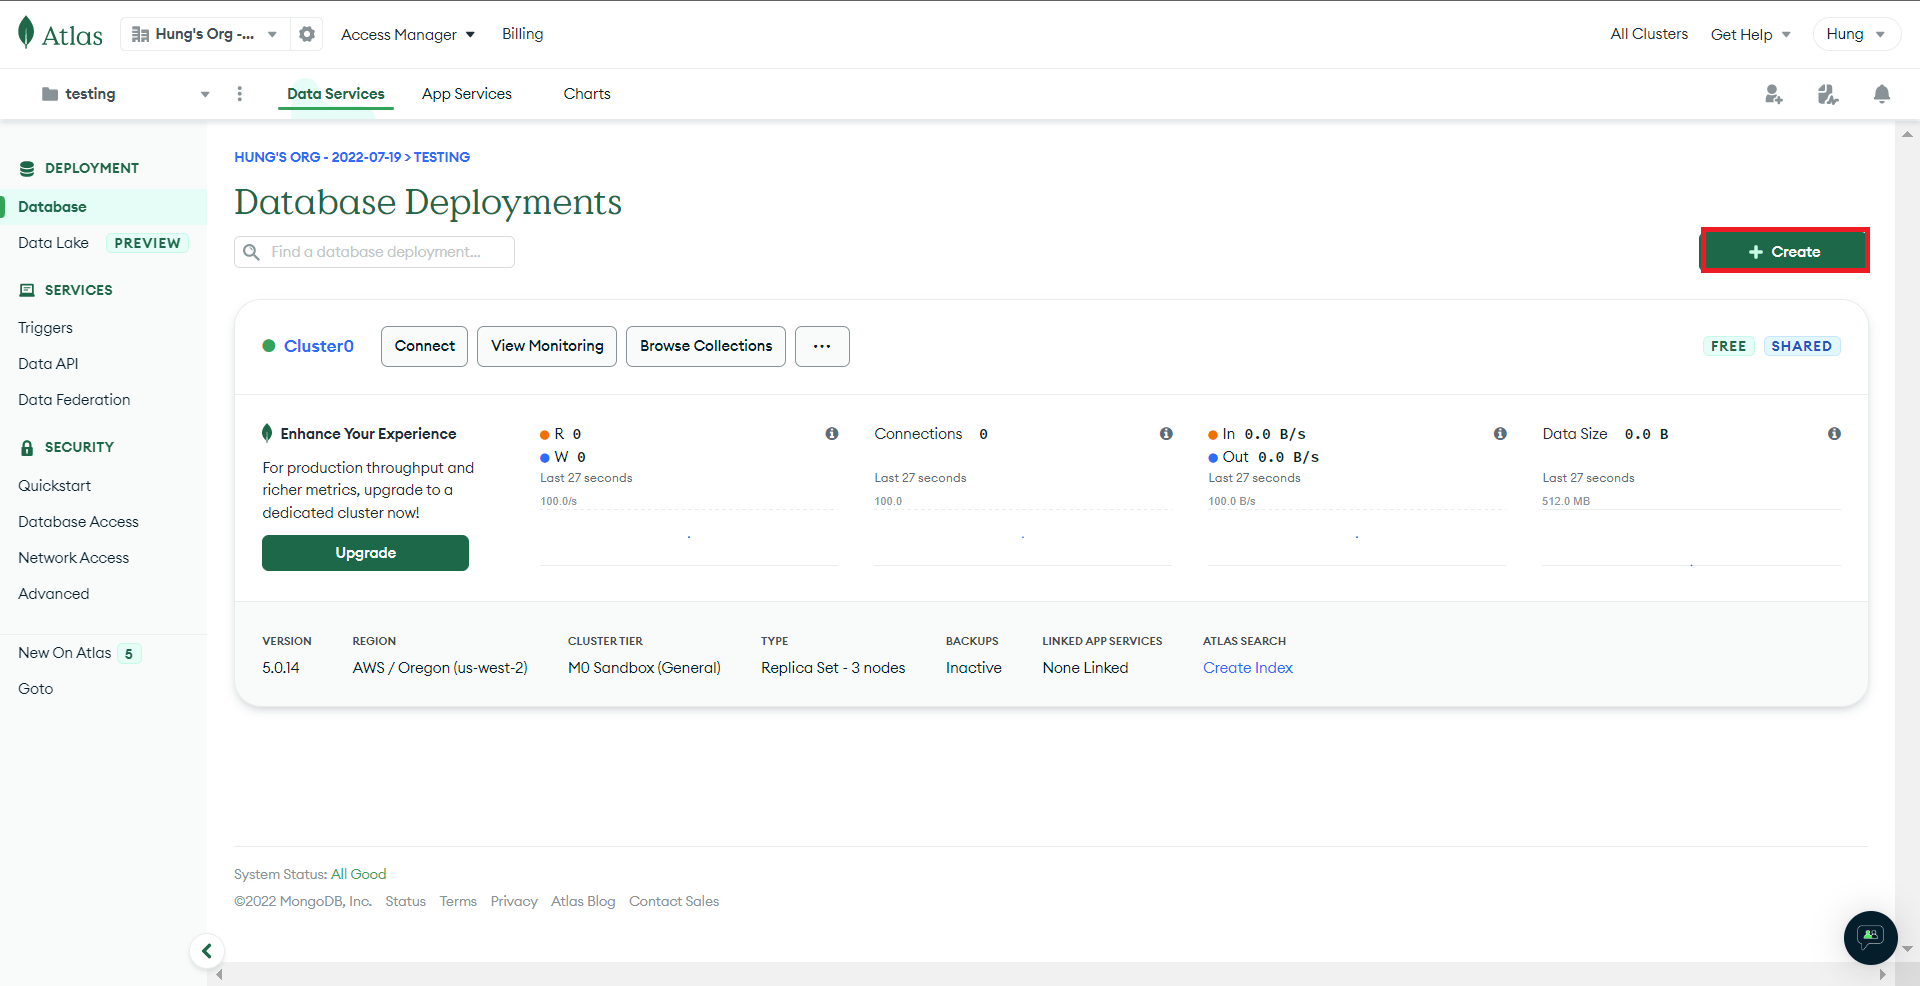 Atlas
Hung's Org -...
Access Manager
Billing
All Clusters
Get Help
Hung
testing
Data Services
App Services
Charts
DEPLOYMENT
Database
Data Lake PREVIEW
SERVICES
Triggers
Data API
Data Federation
SECURITY
Quickstart
Database Access
Network Access
Advanced
New On Atlas 5
Goto
HUNG'S ORG - 2022-07-19 > TESTING
Database Deployments
Find a database deployment...
+ Create
Cluster0
Connect
View Monitoring
Browse Collections
...
FREE
SHARED
Enhance Your Experience
For production throughput and
richer metrics, upgrade to a
dedicated cluster now!
Upgrade
R 0
W 0
Last 27 seconds
100.0/s
Connections 0
Last 27 seconds
100.0
In 0.0 B/s
Out 0.0 B/s
Last 27 seconds
100.0 B/s
Data Size 0.0 B
Last 27 seconds
512.0 MB
VERSION
5.0.14
REGION
AWS / Oregon (us-west-2)
CLUSTER TIER
M0 Sandbox (General)
TYPE
Replica Set - 3 nodes
BACKUPS
Inactive
LINKED APP SERVICES
None Linked
ATLAS SEARCH
Create Index
System Status: All Good
©2022 MongoDB, Inc. Status Terms Privacy Atlas Blog Contact Sales